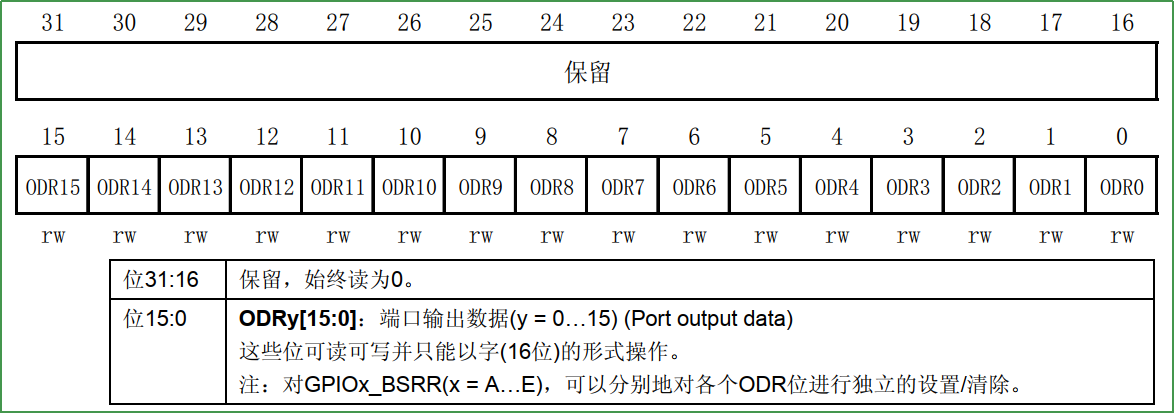 31 30 29 28 27 26 25 24 23 22 21 20 19 18 17 16
保留
15 14 13 12 11 10 9 8 7 6 5 4 3 2 1 0
ODR15 ODR14 ODR13 ODR12 ODR11 ODR10 ODR9 ODR8 ODR7 ODR6 ODR5 ODR4 ODR3 ODR2 ODR1 ODR0
rw rw rw rw rw rw rw rw rw rw rw rw rw rw rw rw
位31:16 保留，始终读为0。
位15:0 ODRy[15:0]：端口输出数据(y = 0…15) (Port output data)
这些位可读可写并只能以字(16位)的形式操作。
注：对GPIOx_BSRR(x = A…E)，可以分别地对各个ODR位进行独立的设置/清除。